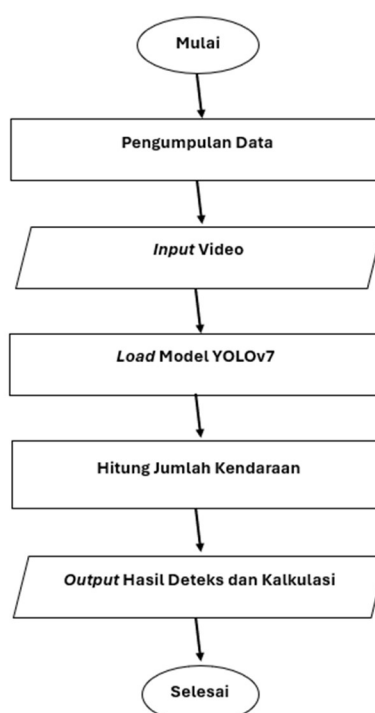 Mulai
Pengumpulan Data
Input Video
Load Model YOLOv7
Hitung Jumlah Kendaraan
Output Hasil Deteks dan Kalkulasi
Selesai